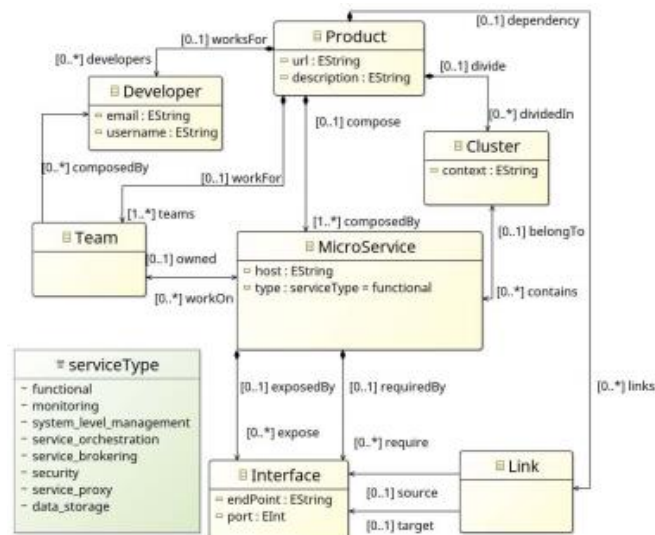 [0..1] worksFor
Product
[0..1] dependency
url : EString
description : EString
[0..*] developers
[0..1] divide
Developer
email : EString
username : EString
[0..1] compose
[0..*] dividedIn
Cluster
context : EString
[0..*] composedBy
[0..1] workFor
[1..*] teams
[1..*] composedBy
Team
MicroService
[0..1] belongTo
host : EString
type : serviceType = functional
[0..1] owned
[0..*] workOn
[0..*] contains
serviceType
functional
monitoring
system_level_management
service_orchestration
service_brokering
security
service_proxy
data_storage
[0..1] exposedBy
[0..1] requiredBy
[0..*] links
[0..*] expose
[0..*] require
Interface
endPoint : EString
port : EInt
Link
[0..1] source
[0..1] target